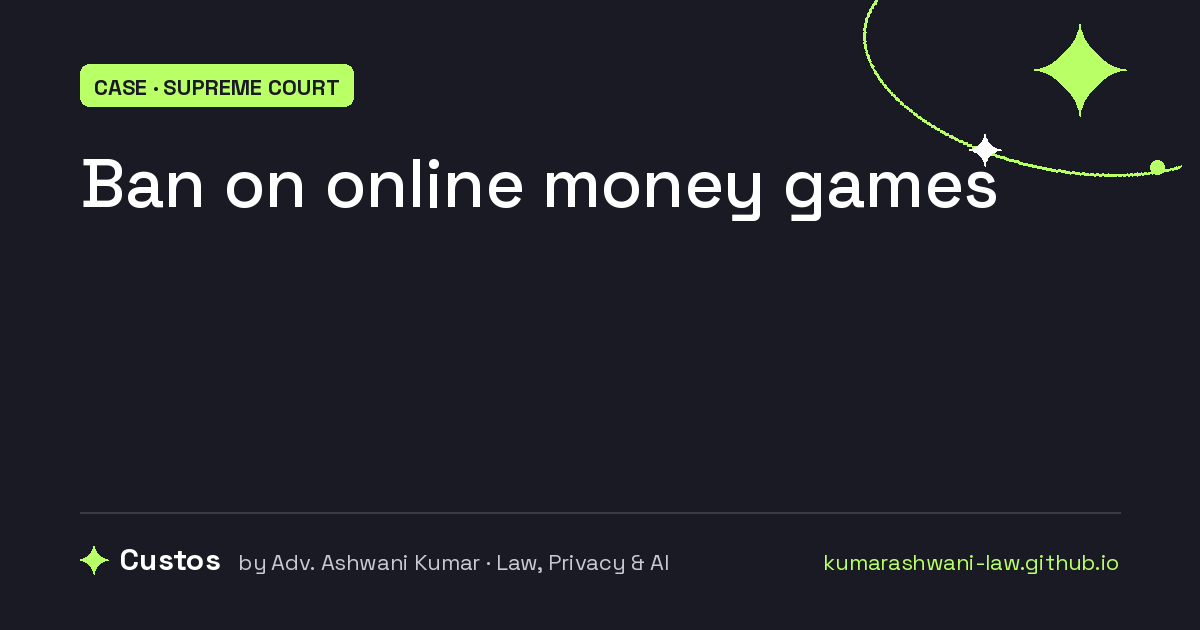 CASE · SUPREME COURT
Ban on online money games
Custos by Adv. Ashwani Kumar · Law, Privacy & AI
kumarashwani-law.github.io